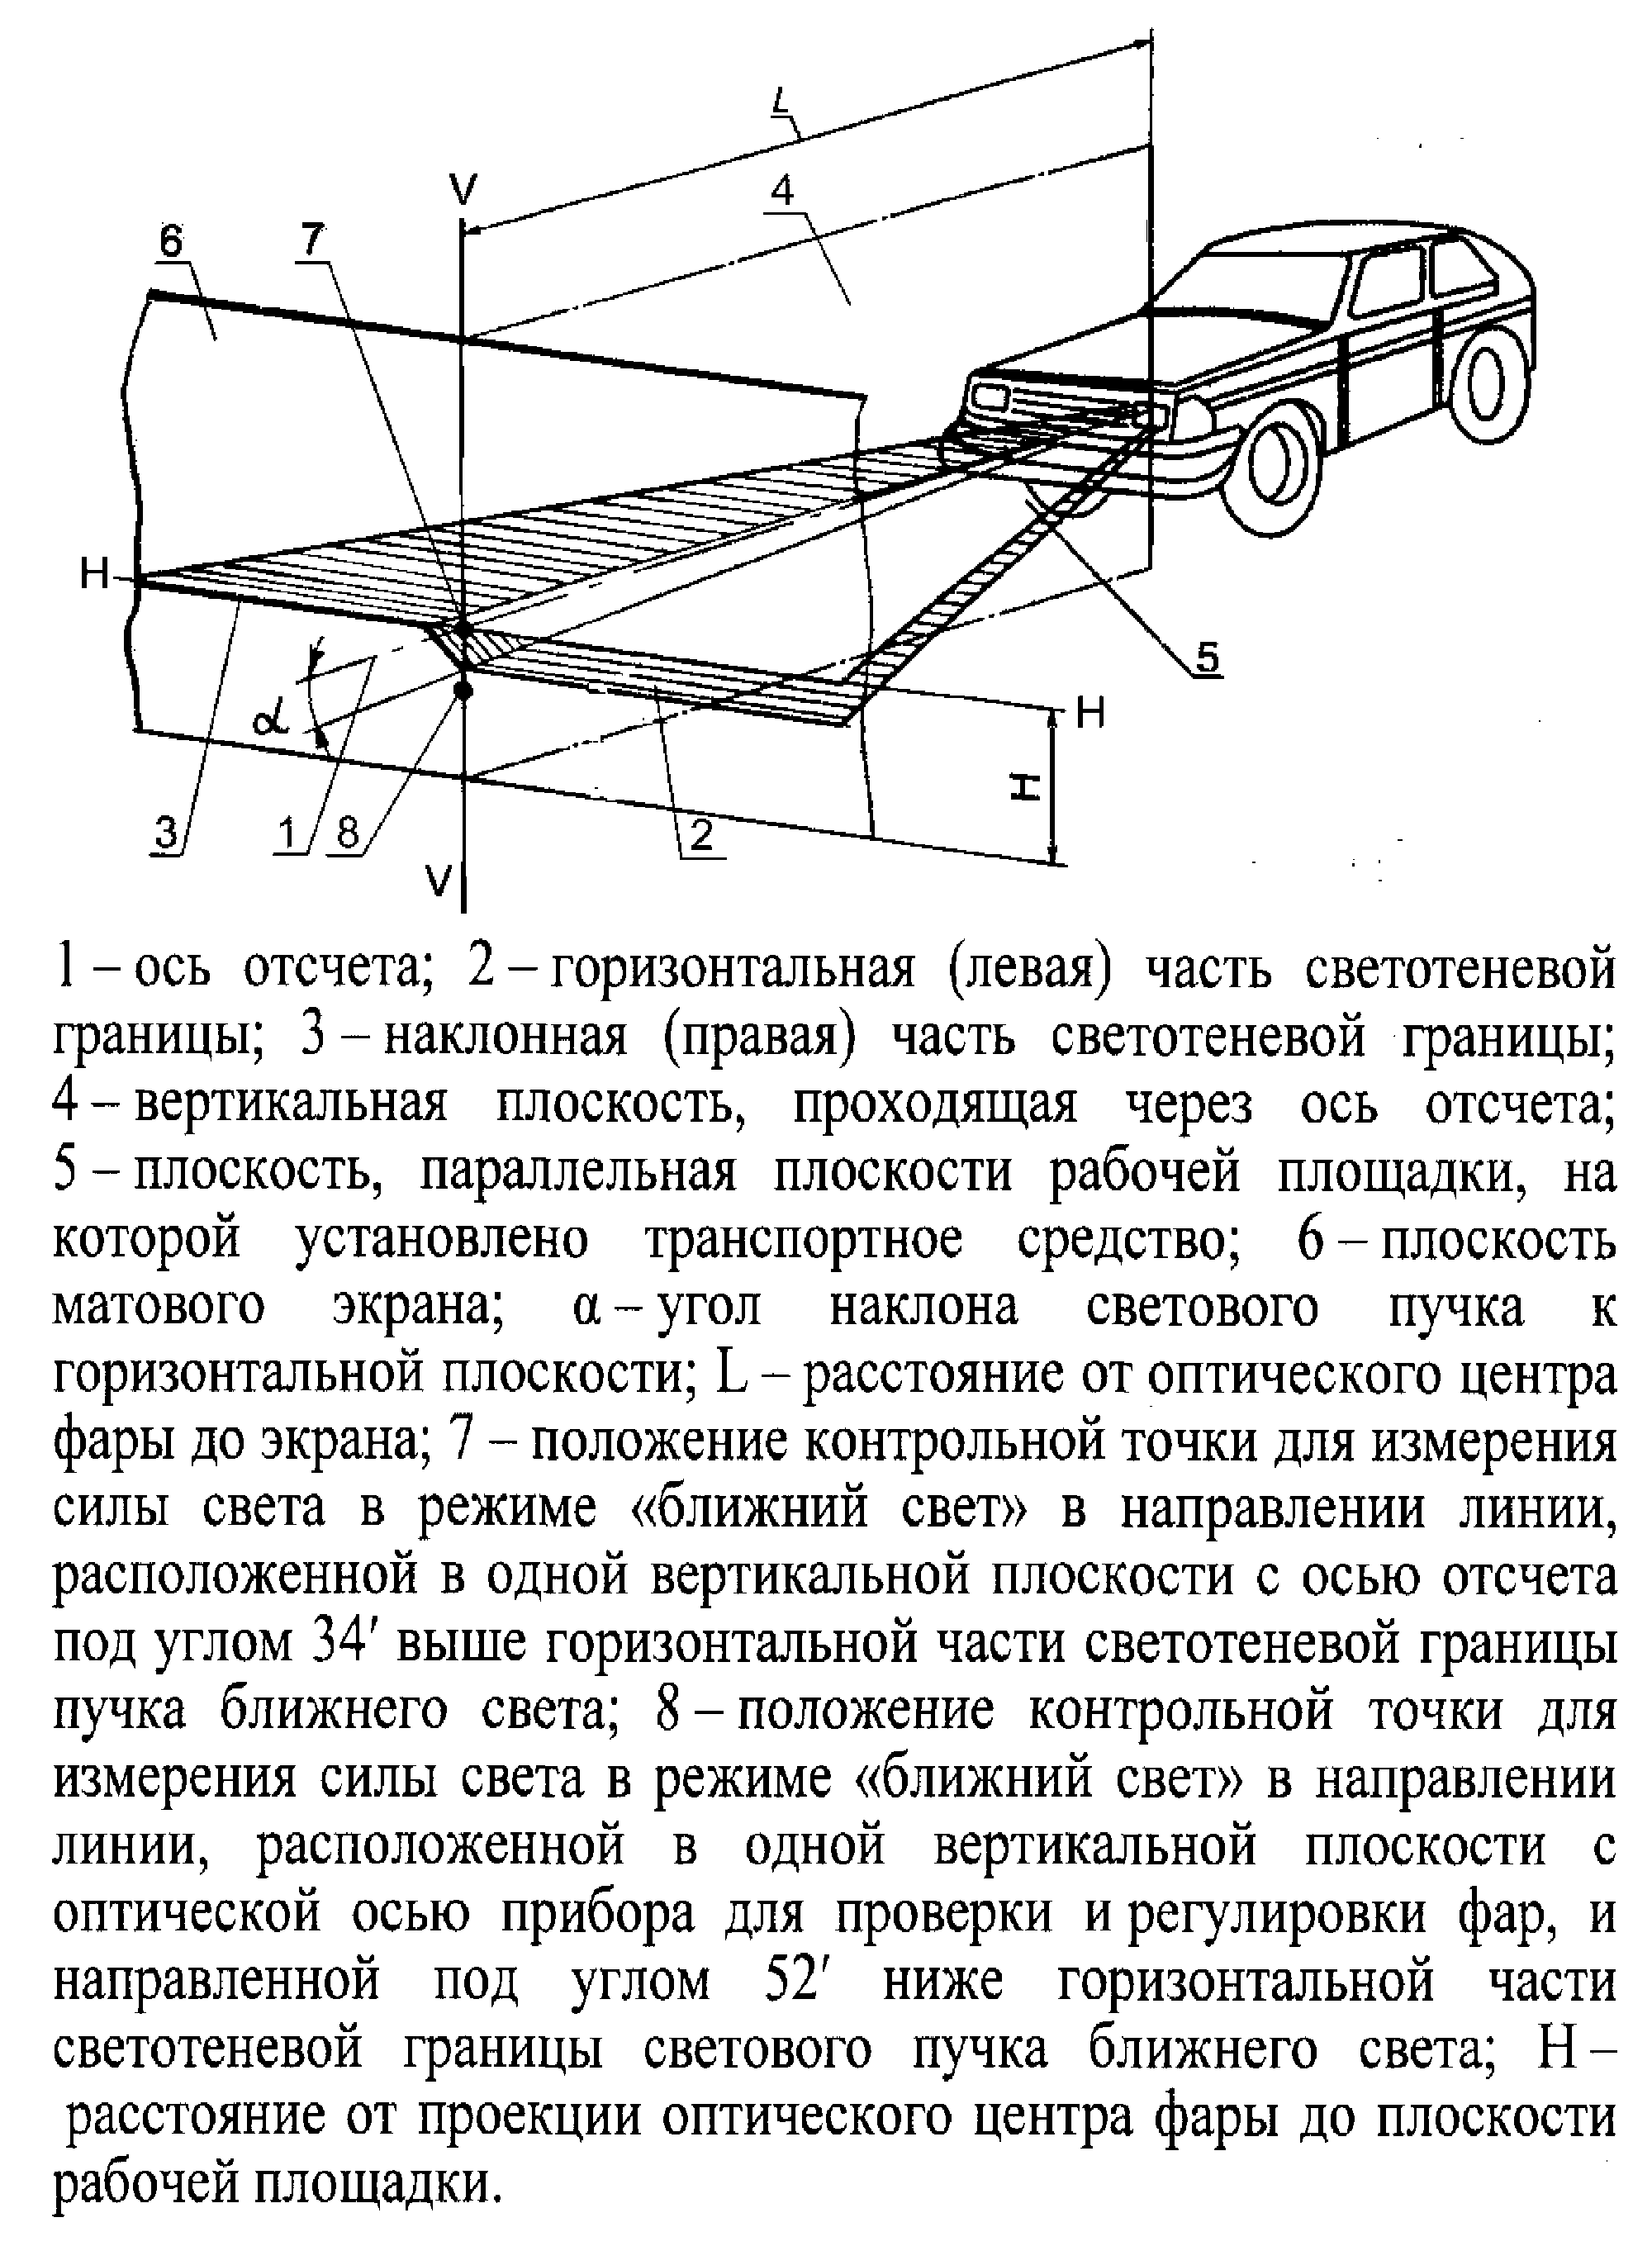 L
V
4
6
7
H
5
α
H
H
3
1
8
2
V
1 – ось отсчета; 2 – горизонтальная (левая) часть светотеневой
границы; 3 – наклонная (правая) часть светотеневой границы;
4 – вертикальная плоскость, проходящая через ось отсчета;
5 – плоскость, параллельная плоскости рабочей площадки, на
которой установлено транспортное средство; 6 – плоскость
матового экрана; α – угол наклона светового пучка к
горизонтальной плоскости; L – расстояние от оптического центра
фары до экрана; 7 – положение контрольной точки для измерения
силы света в режиме «ближний свет» в направлении линии,
расположенной в одной вертикальной плоскости с осью отсчета
под углом 34′ выше горизонтальной части светотеневой границы
пучка ближнего света; 8 – положение контрольной точки для
измерения силы света в режиме «ближний свет» в направлении
линии, расположенной в одной вертикальной плоскости с
оптической осью прибора для проверки и регулировки фар, и
направленной под углом 52′ ниже горизонтальной части
светотеневой границы светового пучка ближнего света; Н –
расстояние от проекции оптического центра фары до плоскости
рабочей площадки.